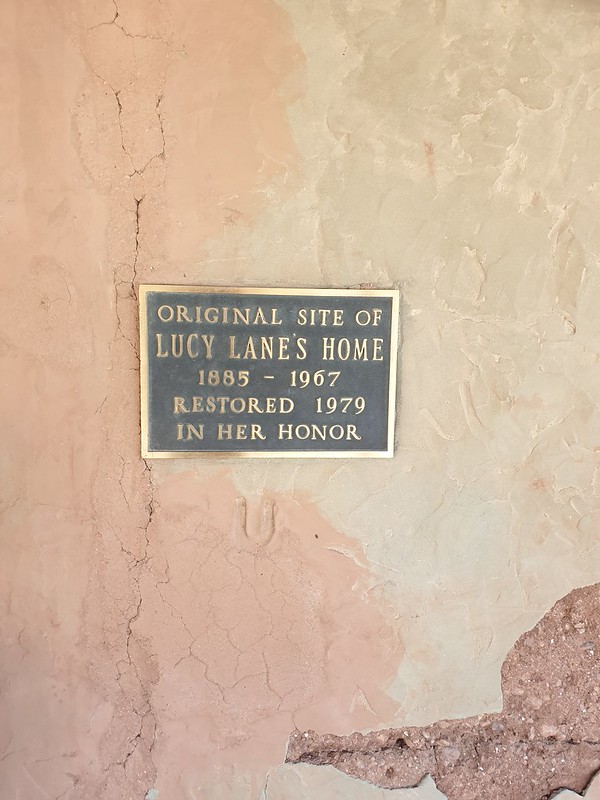 ORIGINAL SITE OF
LUCY LANE'S HOME
1885 - 1967
RESTORED 1979
IN HER HONOR